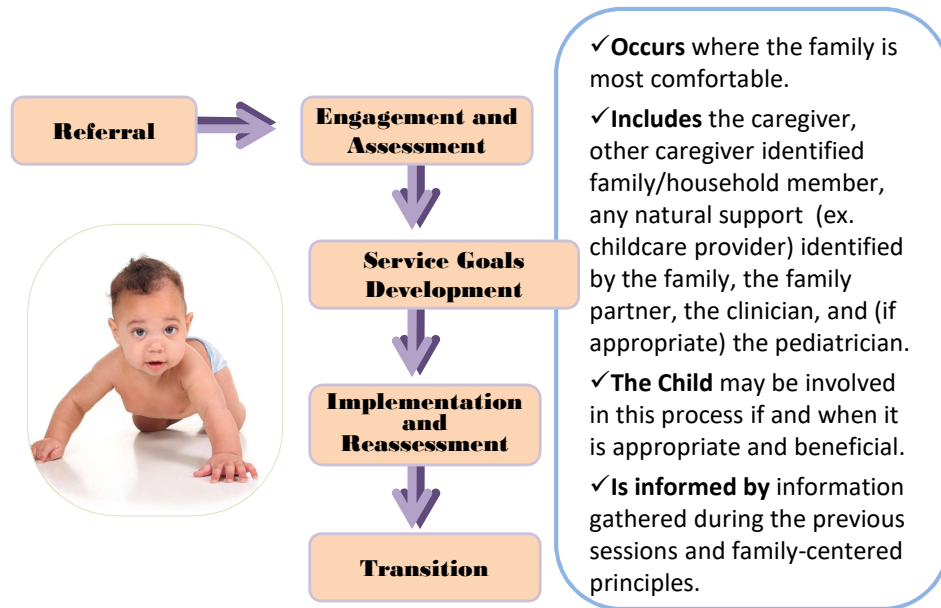 Referral
Engagement and
Assessment
Service Goals
Development
Implementation
and
Reassessment
Transition
✓Occurs where the family is
most comfortable.
✓Includes the caregiver,
other caregiver identified
family/household member,
any natural support (ex.
childcare provider) identified
by the family, the family
partner, the clinician, and (if
appropriate) the pediatrician.
✓The Child may be involved
in this process if and when it
is appropriate and beneficial.
✓Is informed by information
gathered during the previous
sessions and family-centered
principles.